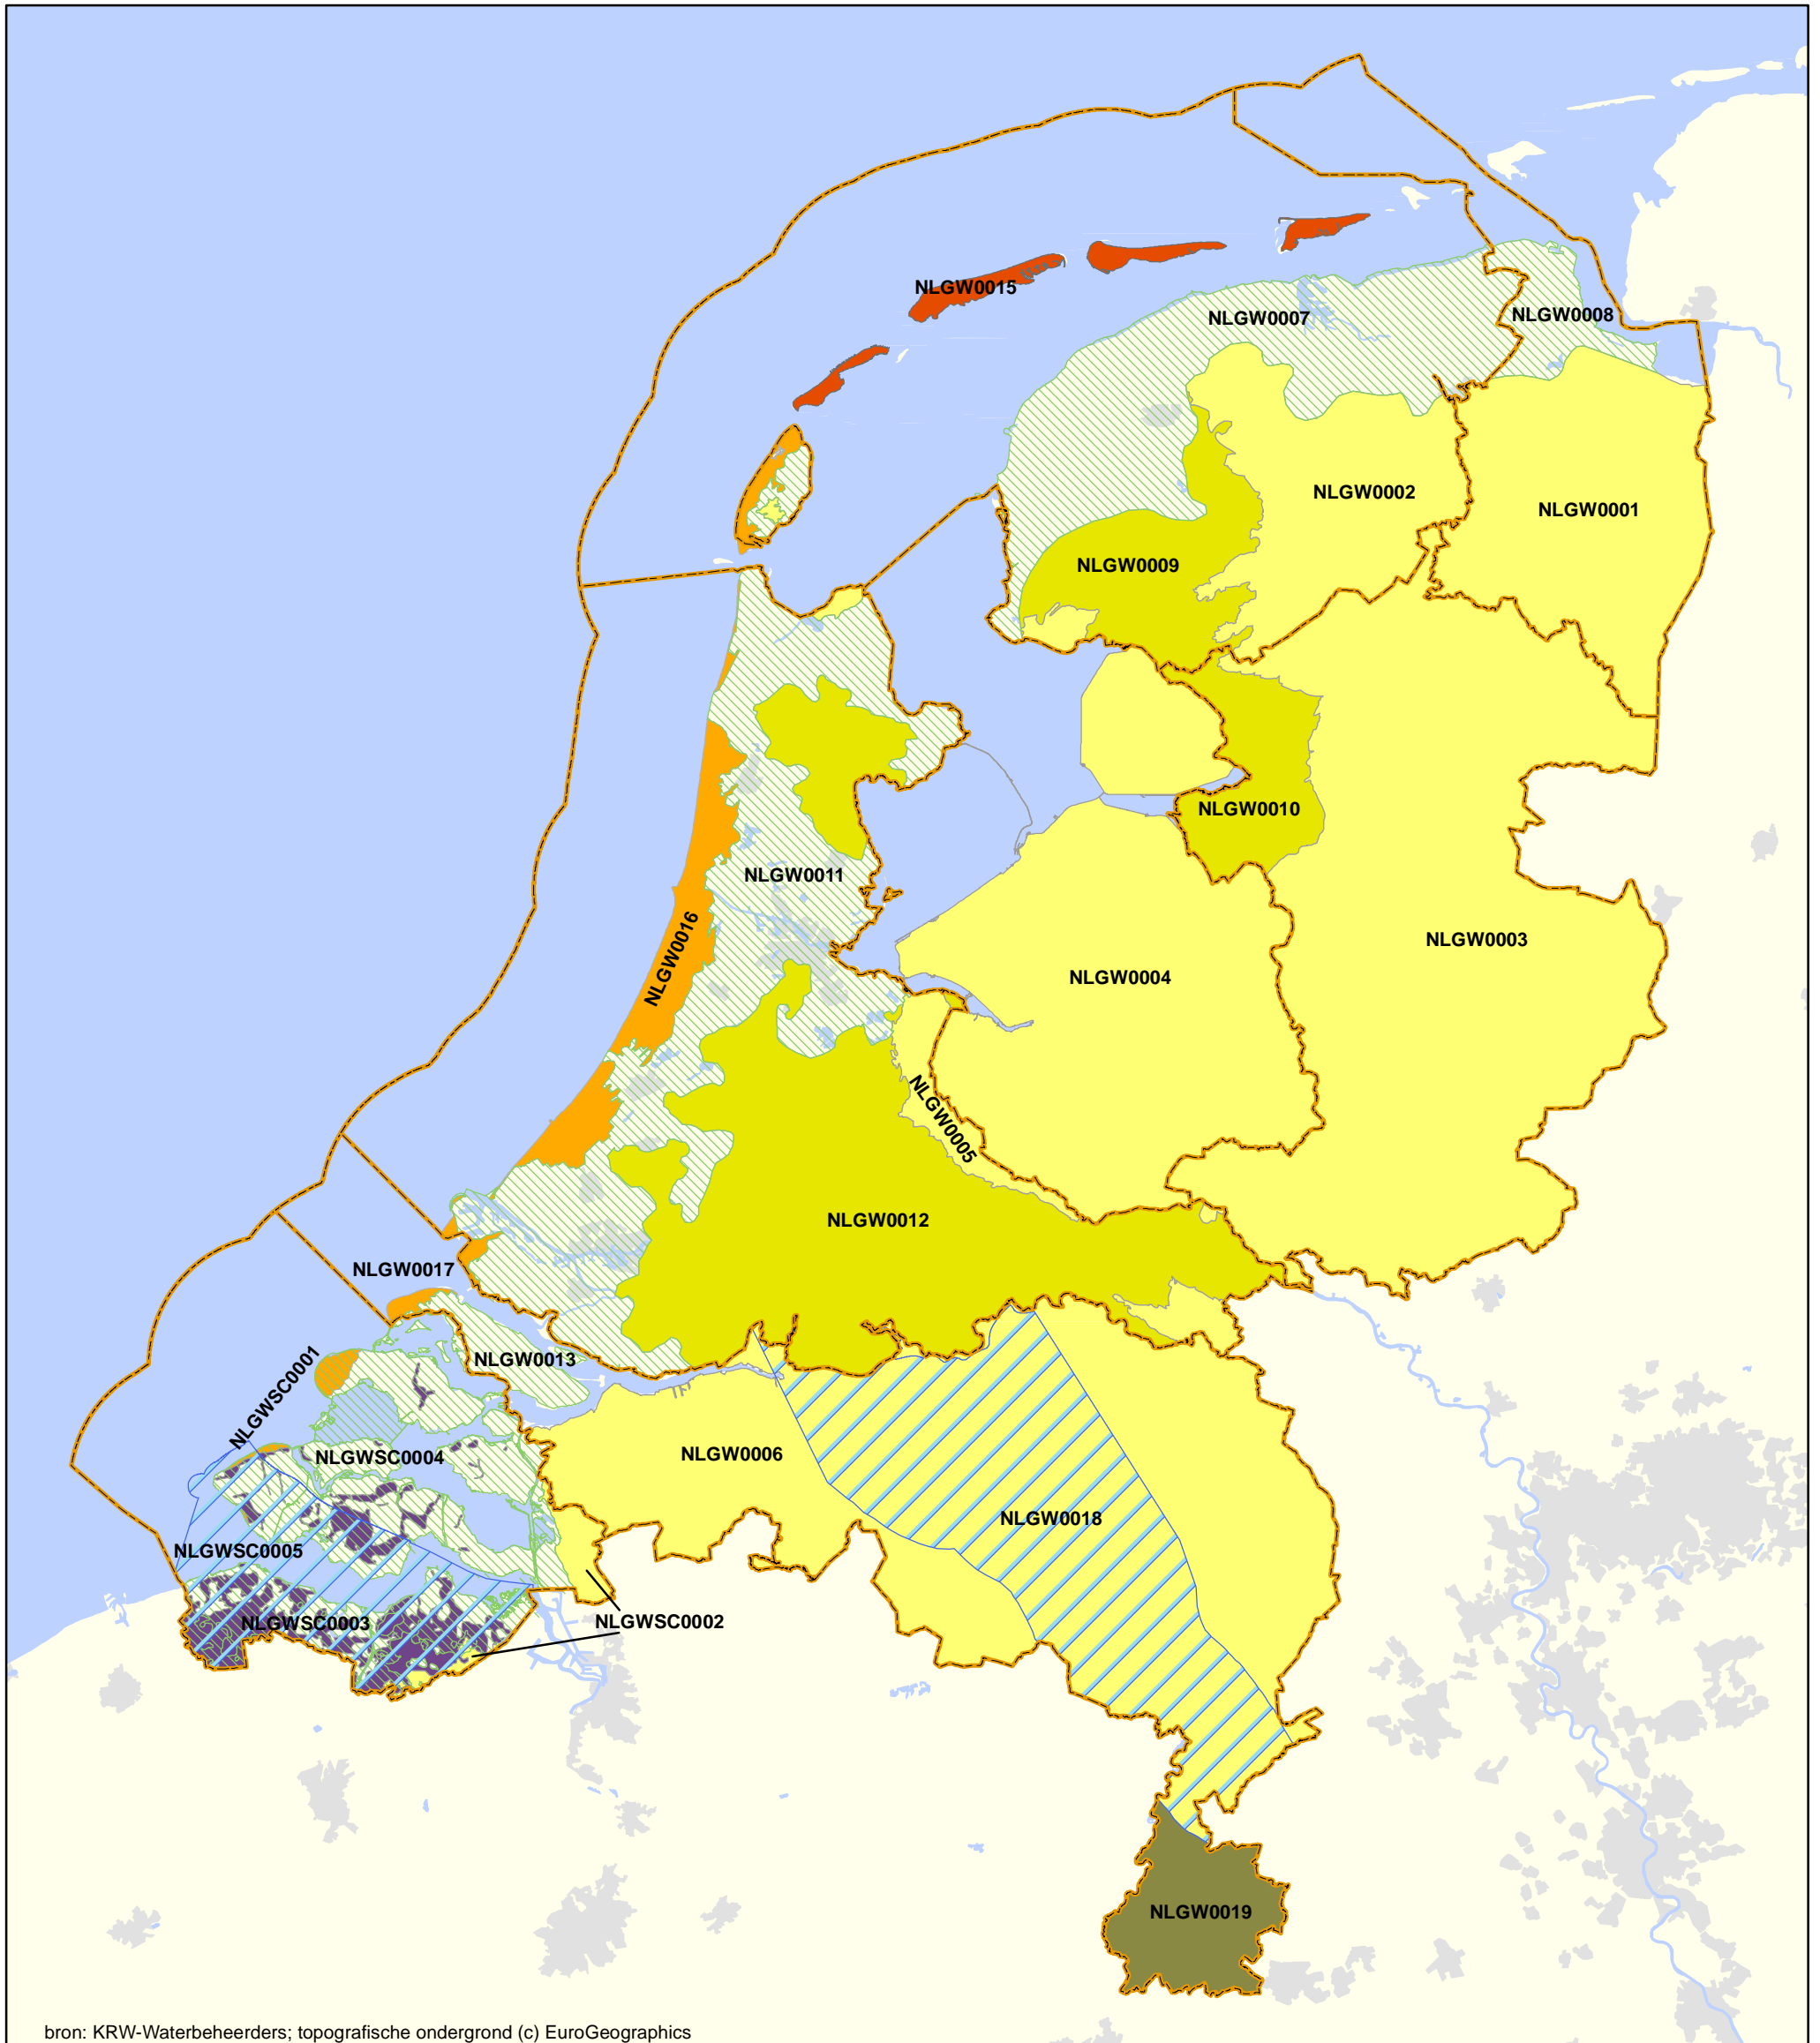 NLGW0015
NLGW0007
NLGW0008
NLGW0002
NLGW0001
NLGW0009
NLGW0010
NLGW0011
NLGW0016
NLGW0003
NLGW0004
NLGW0005
NLGW0012
NLGW0017
NLGW0013
NLGWSC0001
NLGWSC0004
NLGW0006
NLGW0018
NLGWSC0005
NLGWSC0003
NLGWSC0002
NLGW0019
bron: KRW-Waterbeheerders; topografische ondergrond (c) EuroGeographics